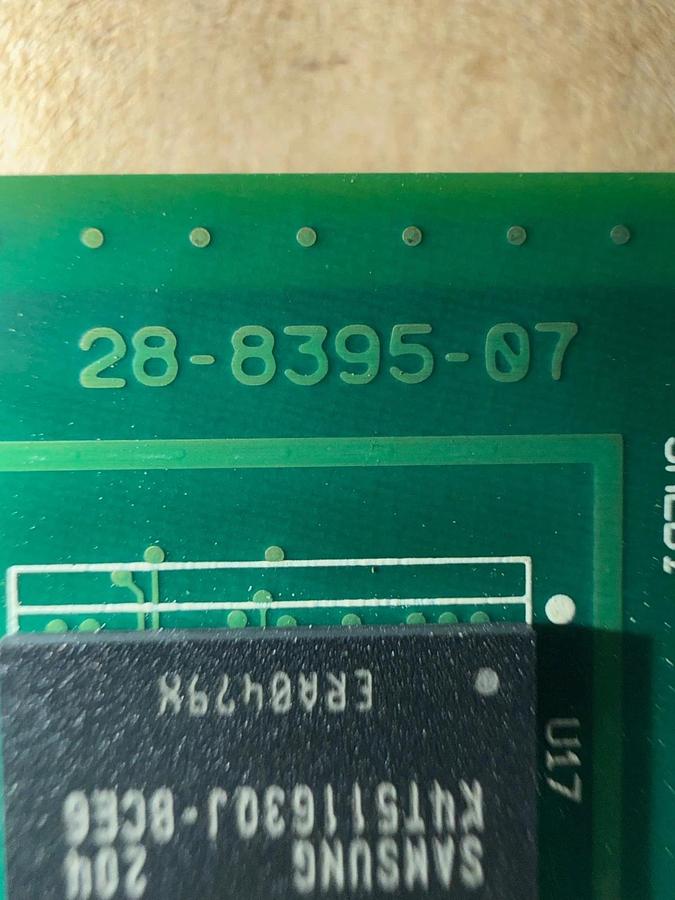 28-8395-07
U17
SAMSUNG 204
K4T51163QJ-BCE6
ERA0479X